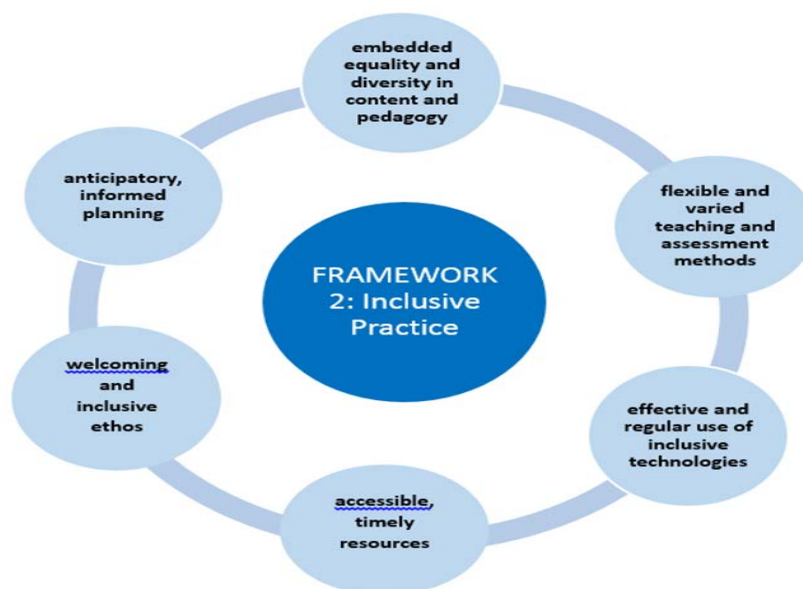 embedded
equality and
diversity in
content and
pedagogy
flexible and
varied
teaching and
assessment
methods
effective and
regular use of
inclusive
technologies
accessible,
timely
resources
welcoming
and
inclusive
ethos
anticipatory,
informed
planning
FRAMEWORK
2: Inclusive
Practice